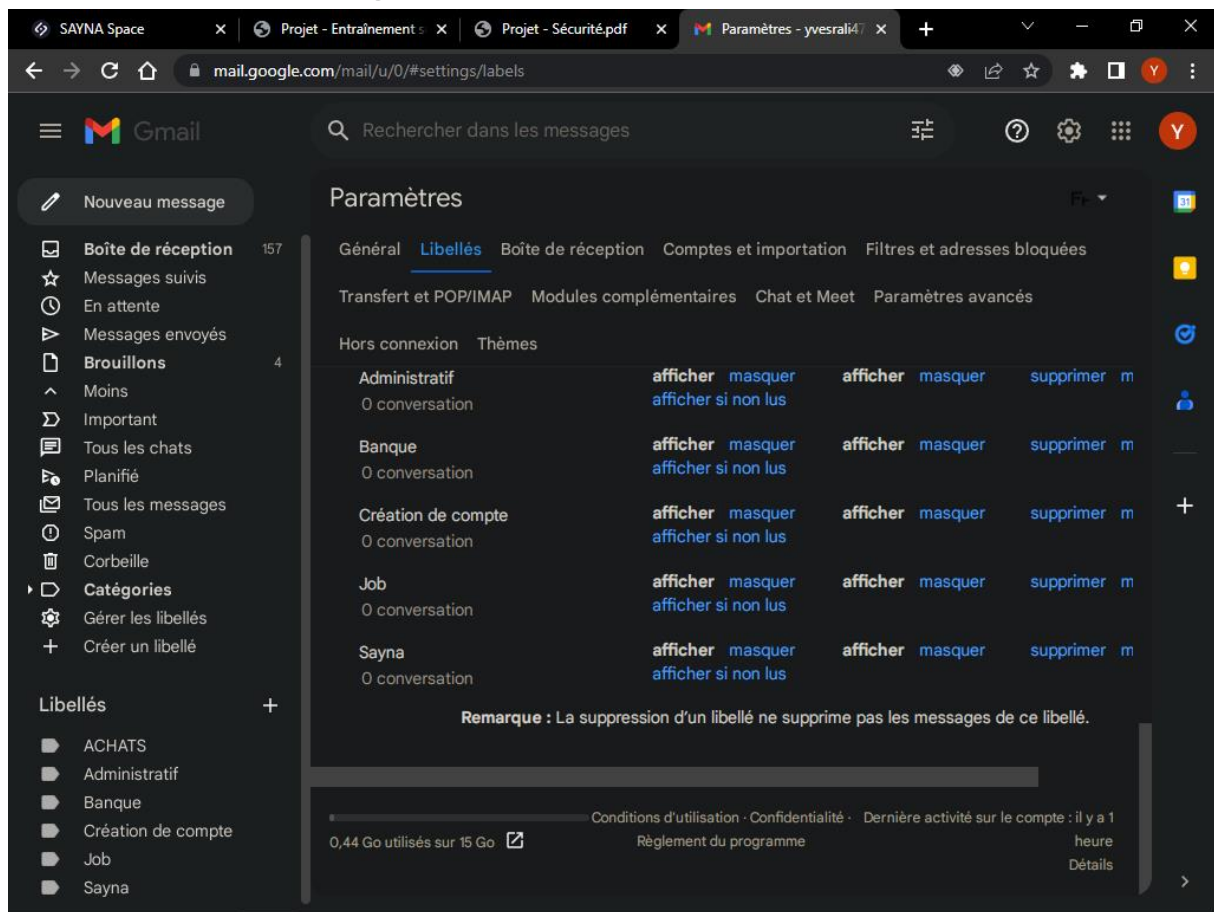 SAYNA Space
Projet - Entraînement s
Projet - Sécurité.pdf
Paramètres - yvesrali47
mail.google.com/mail/u/0/#settings/labels
Y
Gmail
Rechercher dans les messages
Y
Nouveau message
Boîte de réception 157
Messages suivis
En attente
Messages envoyés
Brouillons 4
Moins
Important
Tous les chats
Planifié
Tous les messages
Spam
Corbeille
Catégories
Gérer les libellés
Créer un libellé
Libellés
ACHATS
Administratif
Banque
Création de compte
Job
Sayna
Paramètres
Général Libellés Boîte de réception Comptes et importation Filtres et adresses bloquées
Transfert et POP/IMAP Modules complémentaires Chat et Meet Paramètres avancés
Hors connexion Thèmes
Administratif afficher masquer afficher masquer supprimer m
0 conversation afficher si non lus
Banque afficher masquer afficher masquer supprimer m
0 conversation afficher si non lus
Création de compte afficher masquer afficher masquer supprimer m
0 conversation afficher si non lus
Job afficher masquer afficher masquer supprimer m
0 conversation afficher si non lus
Sayna afficher masquer afficher masquer supprimer m
0 conversation afficher si non lus
Remarque : La suppression d'un libellé ne supprime pas les messages de ce libellé.
0,44 Go utilisés sur 15 Go
Conditions d'utilisation · Confidentialité ·
Règlement du programme
Dernière activité sur le compte : il y a 1
heure
Détails
31